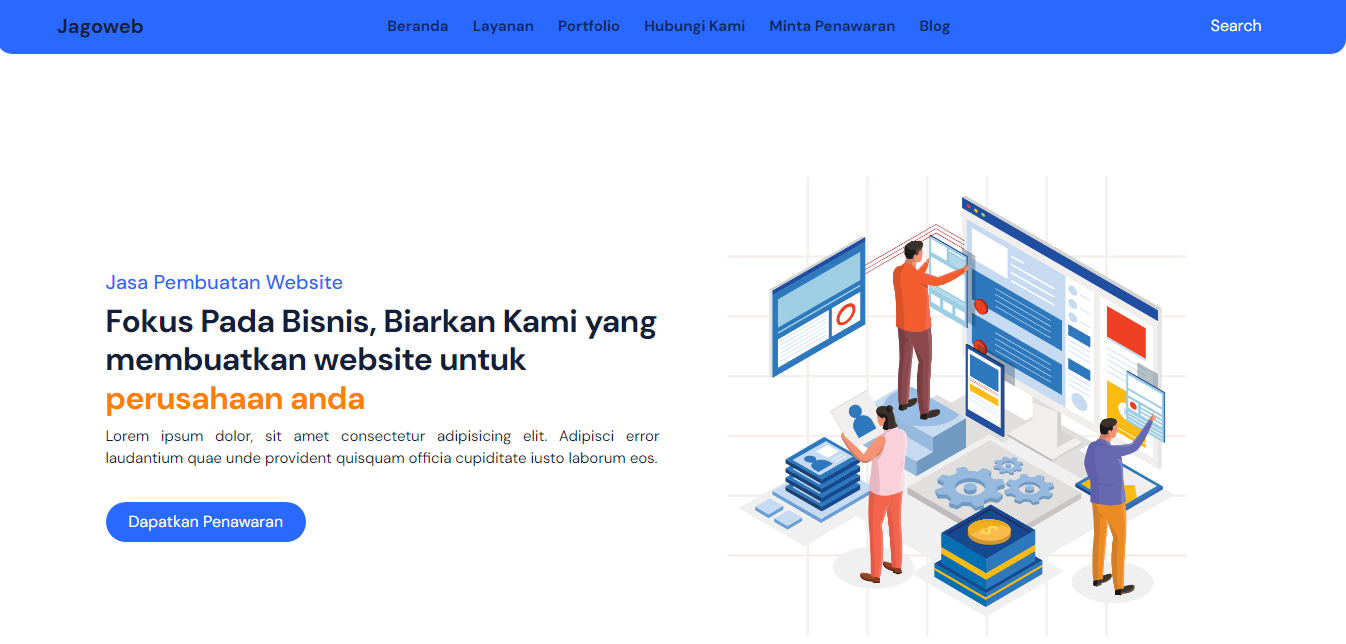 Jagoweb
Beranda Layanan Portfolio Hubungi Kami Minta Penawaran Blog
Search
Jasa Pembuatan Website
Fokus Pada Bisnis, Biarkan Kami yang
membuatkan website untuk
perusahaan anda
Lorem ipsum dolor, sit amet consectetur adipisicing elit. Adipisci error
laudantium quae unde provident quisquam officia cupiditate iusto laborum eos.
Dapatkan Penawaran